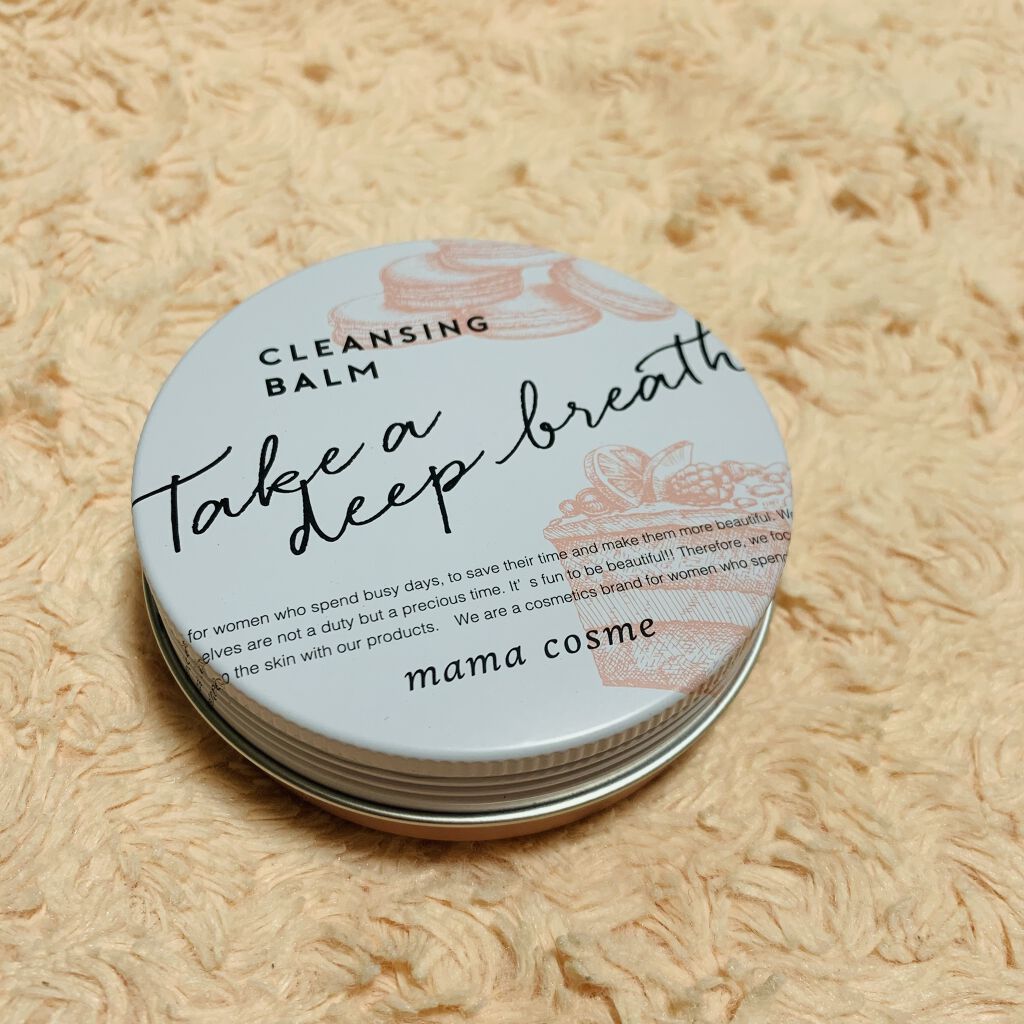 CLEANSING
BALM
Take a
deep breath
for women who spend busy days, to save their time and make them more beautiful.
elves are not a duty but a precious time. It's fun to be beautiful!! Therefore, we foc
the skin with our products. We are a cosmetics brand for women who spend
mama cosme